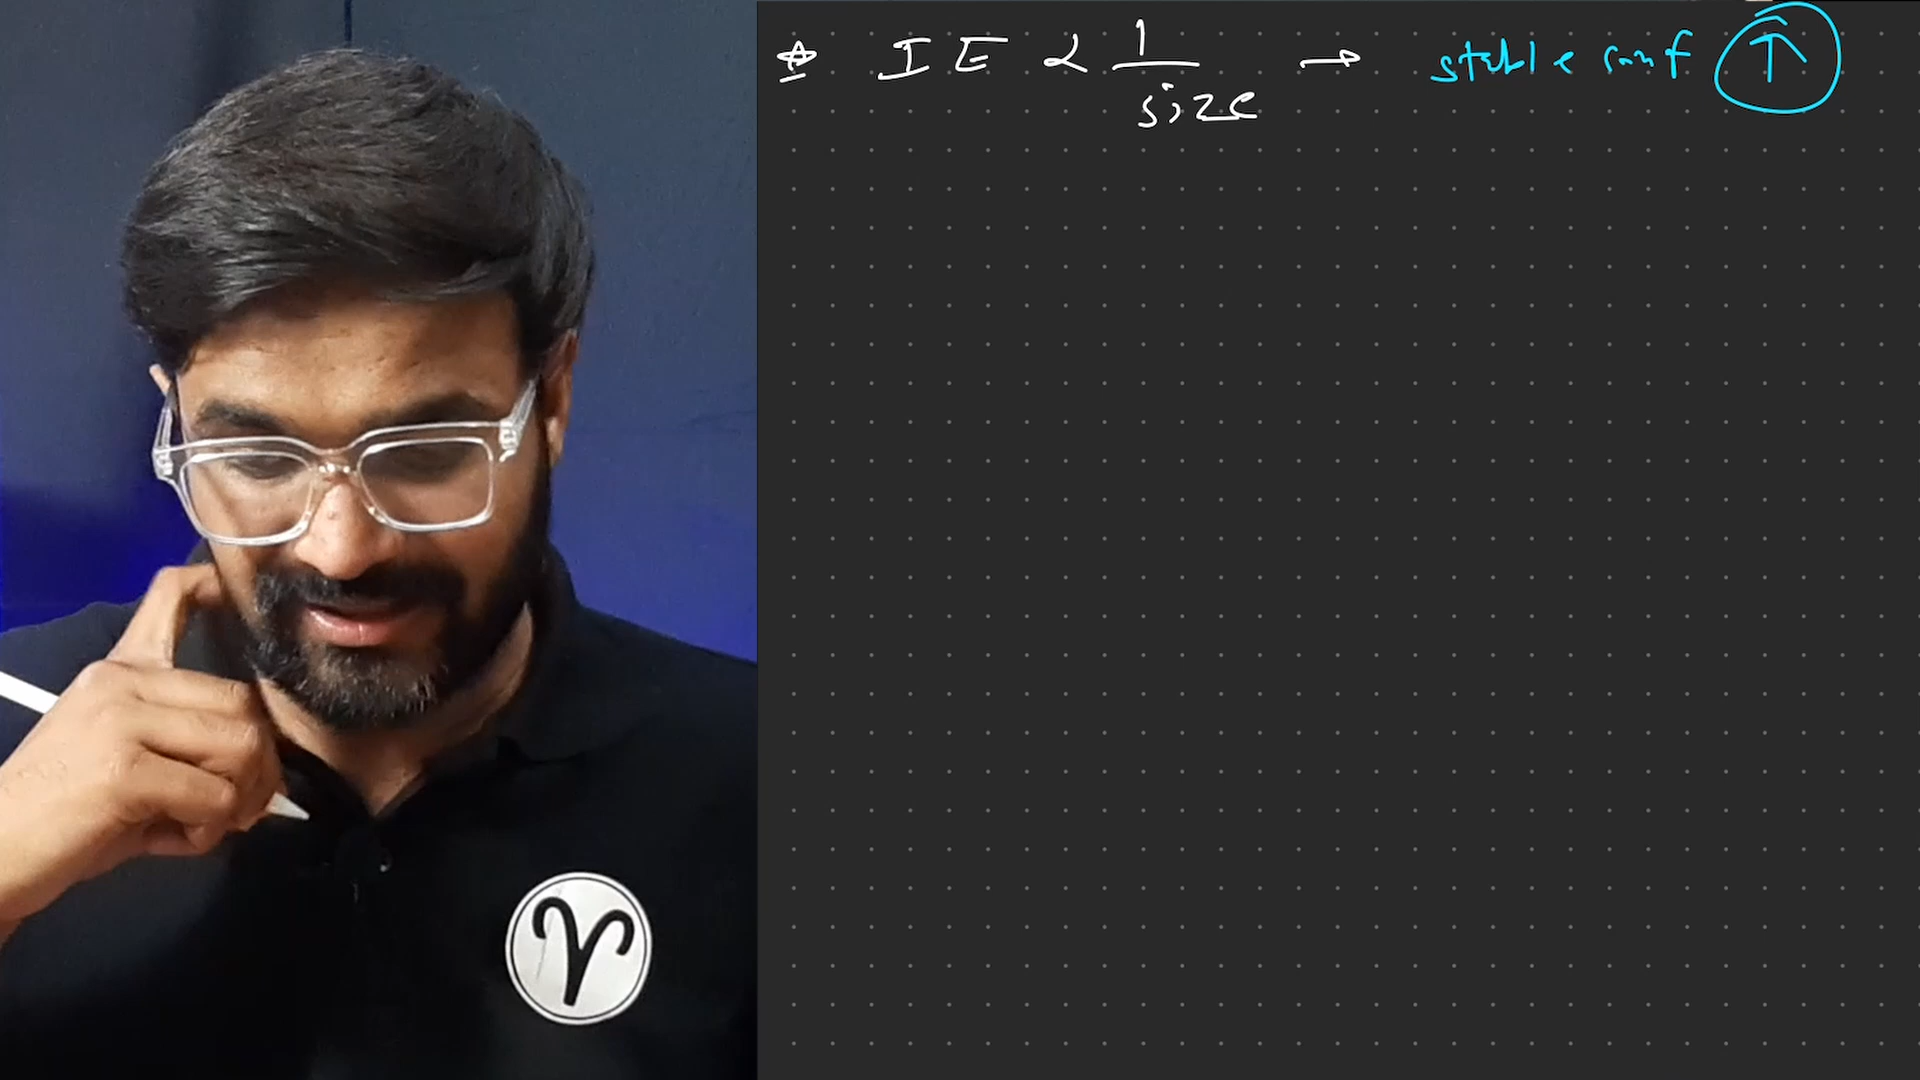 IE ∝ 1/size → stable conf ↑